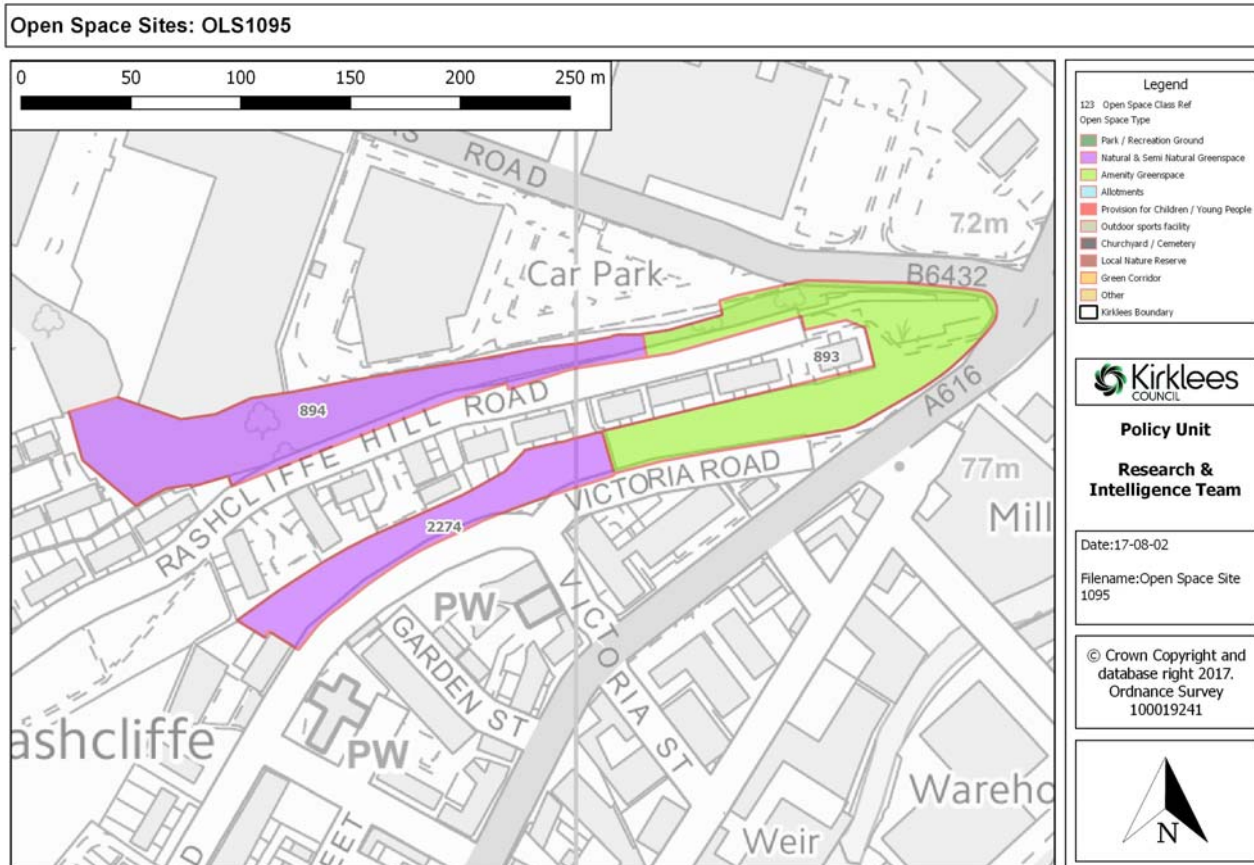 Open Space Sites: OLS1095
0 50 100 150 200 250 m
ROAD
72m
Car Park
B6432
893
894
RASHCLIFFE HILL ROAD
A616
VICTORIA ROAD
77m
Mill
2274
PW
VICTORIA ST
GARDEN ST
ashcliffe
PW
Wareho
Weir
EET
D
Legend
123 Open Space Class Ref
Open Space Type
Park / Recreation Ground
Natural & Semi Natural Greenspace
Amenity Greenspace
Allotments
Provision for Children / Young People
Outdoor sports facility
Churchyard / Cemetery
Local Nature Reserve
Green Corridor
Other
Kirklees Boundary
Kirklees
COUNCIL
Policy Unit
Research &
Intelligence Team
Date:17-08-02
Filename:Open Space Site
1095
© Crown Copyright and
database right 2017.
Ordnance Survey
100019241
N